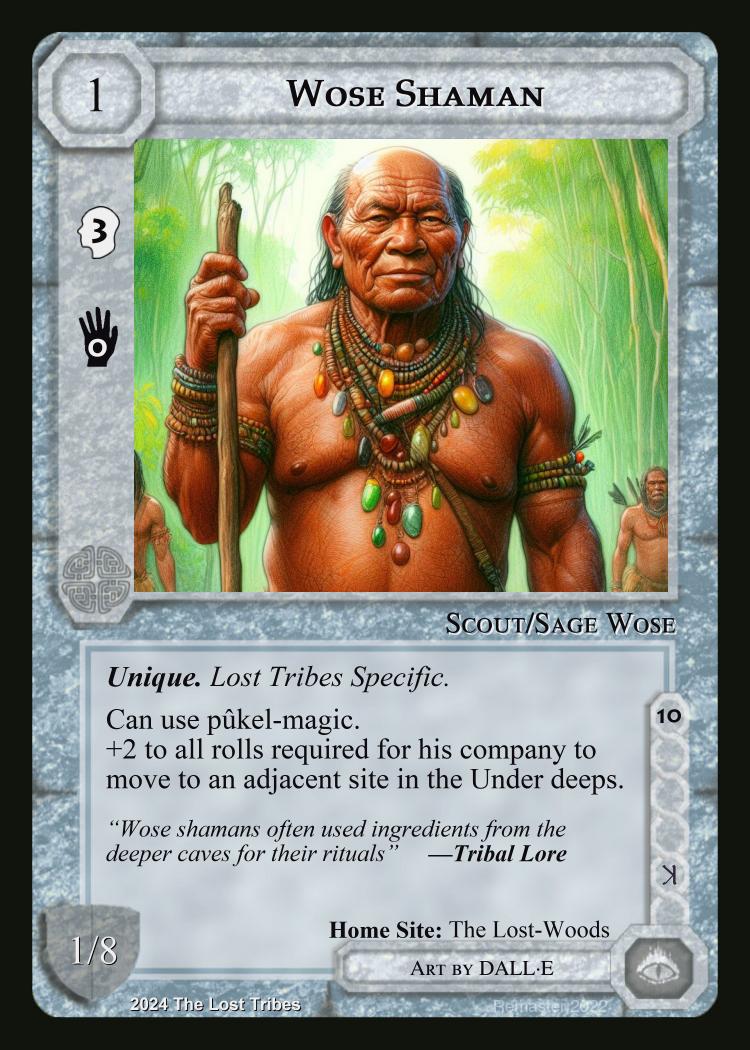 1
Wose Shaman
3
0
Scout/Sage Wose
Unique. Lost Tribes Specific.
Can use pûkel-magic.
+2 to all rolls required for his company to
move to an adjacent site in the Under deeps.
10
“Wose shamans often used ingredients from the
deeper caves for their rituals” —Tribal Lore
Home Site: The Lost-Woods
1/8
Art by DALL·E
2024 The Lost Tribes
Remaster 2022